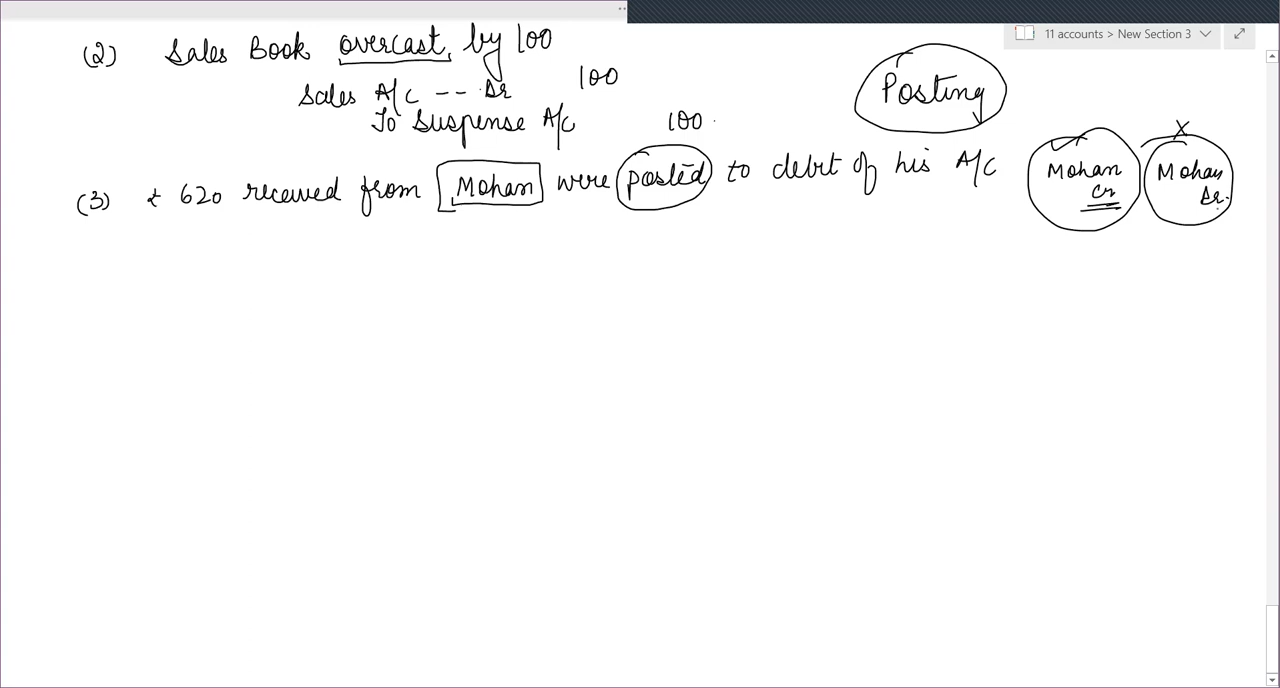 11 accounts > New Section 3
(2) Sales Book overcast by 100
Sales A/C -- Dr 100
To Suspense A/C 100
Posting
(3) ₹ 620 received from Mohan were posted to debit of his A/C
Mohan Cr
Mohan Dr.